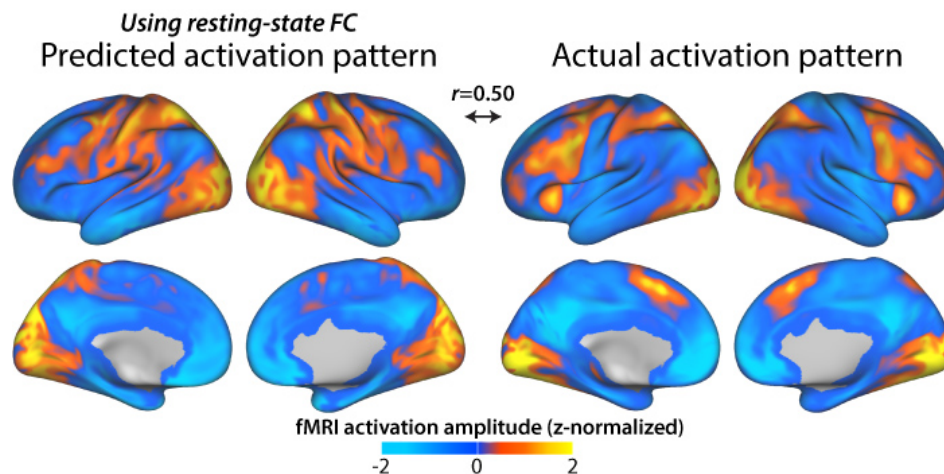 Using resting-state FC
Predicted activation pattern
Actual activation pattern
r=0.50
fMRI activation amplitude (z-normalized)
-2 0 2